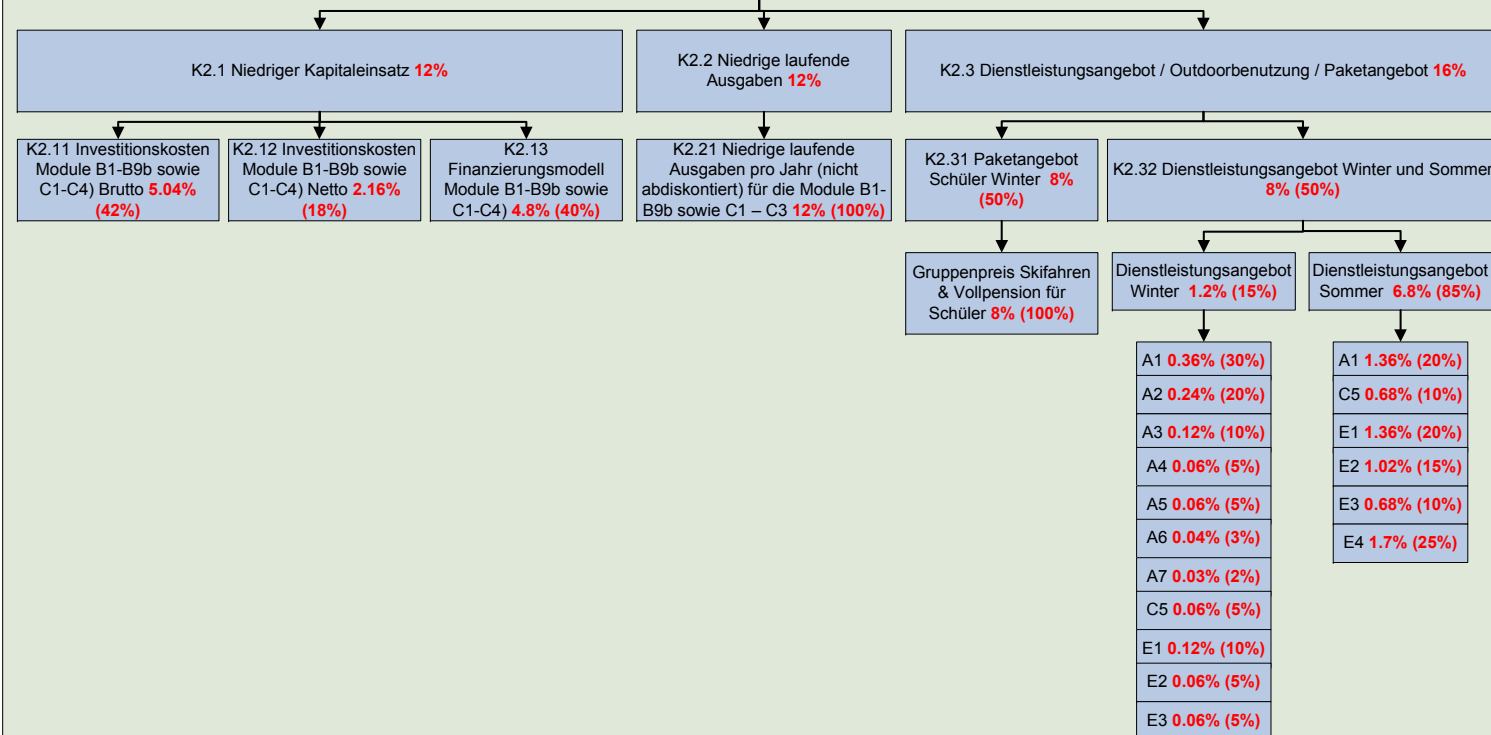 K2.1 Niedriger Kapitaleinsatz 12%
K2.2 Niedrige laufende
Ausgaben 12%
K2.3 Dienstleistungsangebot / Outdoorbenutzung / Paketangebot 16%
K2.11 Investitionskosten
Module B1-B9b sowie
C1-C4) Brutto 5.04%
(42%)
K2.12 Investitionskosten
Module B1-B9b sowie
C1-C4) Netto 2.16%
(18%)
K2.13
Finanzierungsmodell
Module B1-B9b sowie
C1-C4) 4.8% (40%)
K2.21 Niedrige laufende
Ausgaben pro Jahr (nicht
abdiskontiert) für die Module B1-
B9b sowie C1 – C3 12% (100%)
K2.31 Paketangebot
Schüler Winter 8%
(50%)
K2.32 Dienstleistungsangebot Winter und Sommer
8% (50%)
Gruppenpreis Skifahren
& Vollpension für
Schüler 8% (100%)
Dienstleistungsangebot
Winter 1.2% (15%)
Dienstleistungsangebot
Sommer 6.8% (85%)
A1 0.36% (30%)
A2 0.24% (20%)
A3 0.12% (10%)
A4 0.06% (5%)
A5 0.06% (5%)
A6 0.04% (3%)
A7 0.03% (2%)
C5 0.06% (5%)
E1 0.12% (10%)
E2 0.06% (5%)
E3 0.06% (5%)
A1 1.36% (20%)
C5 0.68% (10%)
E1 1.36% (20%)
E2 1.02% (15%)
E3 0.68% (10%)
E4 1.7% (25%)